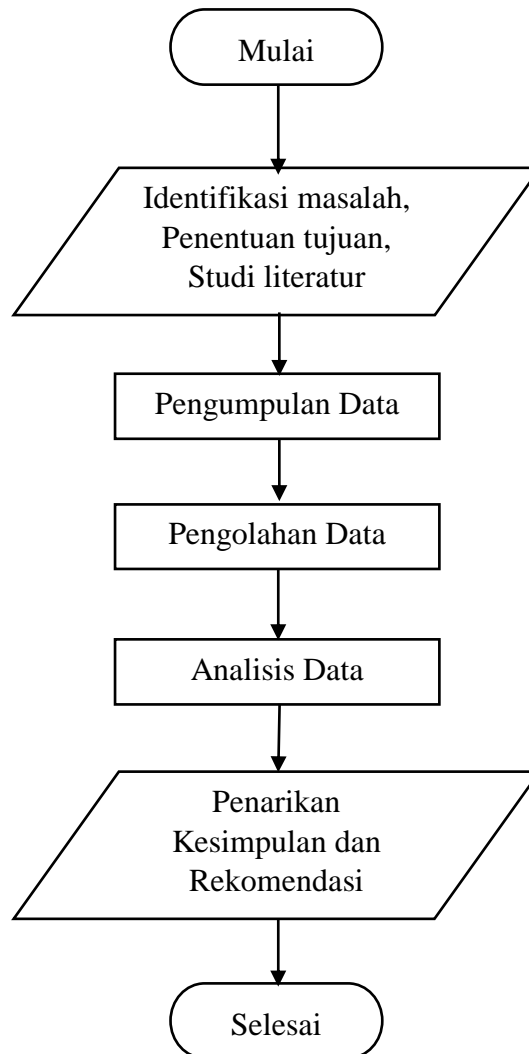 Mulai
Identifikasi masalah,
Penentuan tujuan,
Studi literatur
Pengumpulan Data
Pengolahan Data
Analisis Data
Penarikan
Kesimpulan dan
Rekomendasi
Selesai